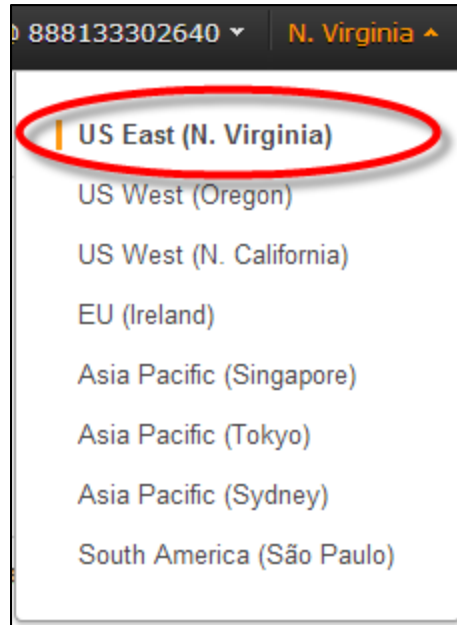 888133302640 N. Virginia
US East (N. Virginia)
US West (Oregon)
US West (N. California)
EU (Ireland)
Asia Pacific (Singapore)
Asia Pacific (Tokyo)
Asia Pacific (Sydney)
South America (São Paulo)